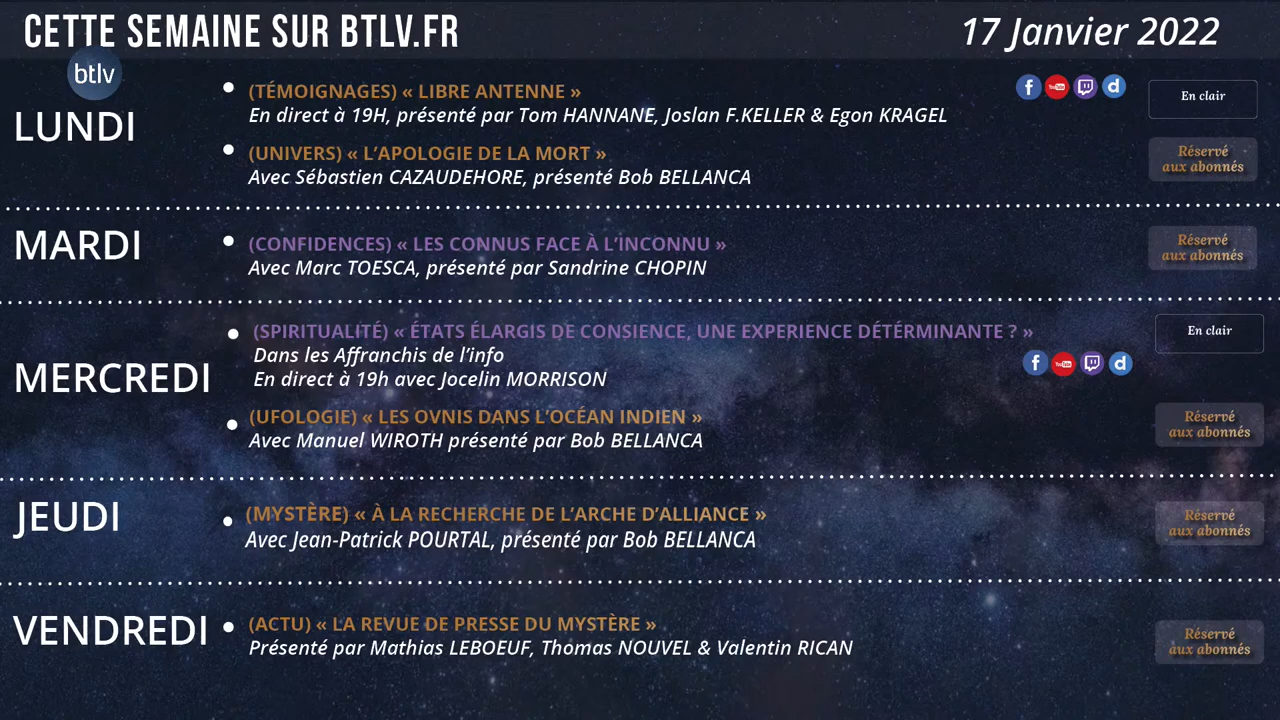 CETTE SEMAINE SUR BTLV.FR
17 Janvier 2022
btlv
LUNDI
(TÉMOIGNAGES) « LIBRE ANTENNE »
En direct à 19H, présenté par Tom HANNANE, Joslan F.KELLER & Egon KRAGEL
En clair
(UNIVERS) « L'APOLOGIE DE LA MORT »
Avec Sébastien CAZAUDEHORE, présenté Bob BELLANCA
Réservé
aux abonnés
MARDI
(CONFIDENCES) « LES CONNUS FACE À L'INCONNU »
Avec Marc TOESCA, présenté par Sandrine CHOPIN
Réservé
aux abonnés
MERCREDI
(SPIRITUALITÉ) « ÉTATS ÉLARGIS DE CONSIENCE, UNE EXPERIENCE DÉTÉRMINANTE ? »
Dans les Affranchis de l'info
En direct à 19h avec Jocelin MORRISON
En clair
(UFOLOGIE) « LES OVNIS DANS L'OCÉAN INDIEN »
Avec Manuel WIROTH présenté par Bob BELLANCA
Réservé
aux abonnés
JEUDI
(MYSTÈRE) « À LA RECHERCHE DE L'ARCHE D'ALLIANCE »
Avec Jean-Patrick POURTAL, présenté par Bob BELLANCA
Réservé
aux abonnés
VENDREDI
(ACTU) « LA REVUE DE PRESSE DU MYSTÈRE »
Présenté par Mathias LEBOEUF, Thomas NOUVEL & Valentin RICAN
Réservé
aux abonnés